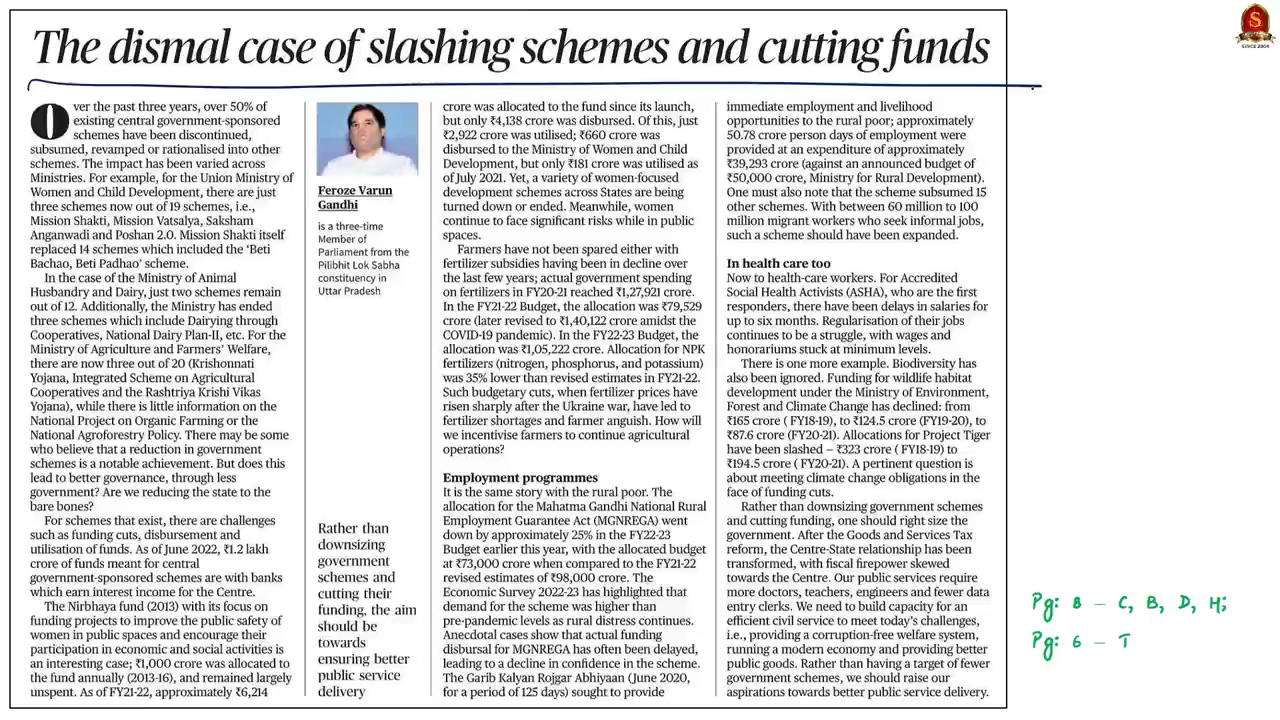 The dismal case of slashing schemes and cutting funds
Over the past three years, over 50% of
existing central government-sponsored
schemes have been discontinued,
subsumed, revamped or rationalised into other
schemes. The impact has been varied across
Ministries. For example, for the Union Ministry of
Women and Child Development, there are just
three schemes now out of 19 schemes, i.e.,
Mission Shakti, Mission Vatsalya, Saksham
Anganwadi and Poshan 2.0. Mission Shakti itself
replaced 14 schemes which included the ‘Beti
Bachao, Beti Padhao’ scheme.
In the case of the Ministry of Animal
Husbandry and Dairy, just two schemes remain
out of 12. Additionally, the Ministry has ended
three schemes which include Dairying through
Cooperatives, National Dairy Plan-II, etc. For the
Ministry of Agriculture and Farmers’ Welfare,
there are now three out of 20 (Krishonnati
Yojana, Integrated Scheme on Agricultural
Cooperatives and the Rashtriya Krishi Vikas
Yojana), while there is little information on the
National Project on Organic Farming or the
National Agroforestry Policy. There may be some
who believe that a reduction in government
schemes is a notable achievement. But does this
lead to better governance, through less
government? Are we reducing the state to the
bare bones?
For schemes that exist, there are challenges
such as funding cuts, disbursement and
utilisation of funds. As of June 2022, ₹1.2 lakh
crore of funds meant for central
government-sponsored schemes are with banks
which earn interest income for the Centre.
The Nirbhaya fund (2013) with its focus on
funding projects to improve the public safety of
women in public spaces and encourage their
participation in economic and social activities is
an interesting case; ₹1,000 crore was allocated to
the fund annually (2013-16), and remained largely
unspent. As of FY21-22, approximately ₹6,214
Feroze Varun
Gandhi
is a three-time
Member of
Parliament from the
Pilibhit Lok Sabha
constituency in
Uttar Pradesh
Rather than
downsizing
government
schemes and
cutting their
funding, the aim
should be
towards
ensuring better
public service
delivery
crore was allocated to the fund since its launch,
but only ₹4,138 crore was disbursed. Of this, just
₹2,922 crore was utilised; ₹660 crore was
disbursed to the Ministry of Women and Child
Development, but only ₹181 crore was utilised as
of July 2021. Yet, a variety of women-focused
development schemes across States are being
turned down or ended. Meanwhile, women
continue to face significant risks while in public
spaces.
Farmers have not been spared either with
fertilizer subsidies having been in decline over
the last few years; actual government spending
on fertilizers in FY20-21 reached ₹1,27,921 crore.
In the FY21-22 Budget, the allocation was ₹79,529
crore (later revised to ₹1,40,122 crore amidst the
COVID-19 pandemic). In the FY22-23 Budget, the
allocation was ₹1,05,222 crore. Allocation for NPK
fertilizers (nitrogen, phosphorus, and potassium)
was 35% lower than revised estimates in FY21-22.
Such budgetary cuts, when fertilizer prices have
risen sharply after the Ukraine war, have led to
fertilizer shortages and farmer anguish. How will
we incentivise farmers to continue agricultural
operations?
Employment programmes
It is the same story with the rural poor. The
allocation for the Mahatma Gandhi National Rural
Employment Guarantee Act (MGNREGA) went
down by approximately 25% in the FY22-23
Budget earlier this year, with the allocated budget
at ₹73,000 crore when compared to the FY21-22
revised estimates of ₹98,000 crore. The
Economic Survey 2022-23 has highlighted that
demand for the scheme was higher than
pre-pandemic levels as rural distress continues.
Anecdotal cases show that actual funding
disbursal for MGNREGA has often been delayed,
leading to a decline in confidence in the scheme.
The Garib Kalyan Rojgar Abhiyaan (June 2020,
for a period of 125 days) sought to provide
immediate employment and livelihood
opportunities to the rural poor; approximately
50.78 crore person days of employment were
provided at an expenditure of approximately
₹39,293 crore (against an announced budget of
₹50,000 crore, Ministry for Rural Development).
One must also note that the scheme subsumed 15
other schemes. With between 60 million to 100
million migrant workers who seek informal jobs,
such a scheme should have been expanded.
In health care too
Now to health-care workers. For Accredited
Social Health Activists (ASHA), who are the first
responders, there have been delays in salaries for
up to six months. Regularisation of their jobs
continues to be a struggle, with wages and
honorariums stuck at minimum levels.
There is one more example. Biodiversity has
also been ignored. Funding for wildlife habitat
development under the Ministry of Environment,
Forest and Climate Change has declined: from
₹165 crore ( FY18-19), to ₹124.5 crore (FY19-20), to
₹87.6 crore (FY20-21). Allocations for Project Tiger
have been slashed – ₹323 crore ( FY18-19) to
₹194.5 crore ( FY20-21). A pertinent question is
about meeting climate change obligations in the
face of funding cuts.
Rather than downsizing government schemes
and cutting funding, one should right size the
government. After the Goods and Services Tax
reform, the Centre-State relationship has been
transformed, with fiscal firepower skewed
towards the Centre. Our public services require
more doctors, teachers, engineers and fewer data
entry clerks. We need to build capacity for an
efficient civil service to meet today’s challenges,
i.e., providing a corruption-free welfare system,
running a modern economy and providing better
public goods. Rather than having a target of fewer
government schemes, we should raise our
aspirations towards better public service delivery.
S
SINCE 2004
Pg: 8 – C, B, D, H;
Pg: 6 – T